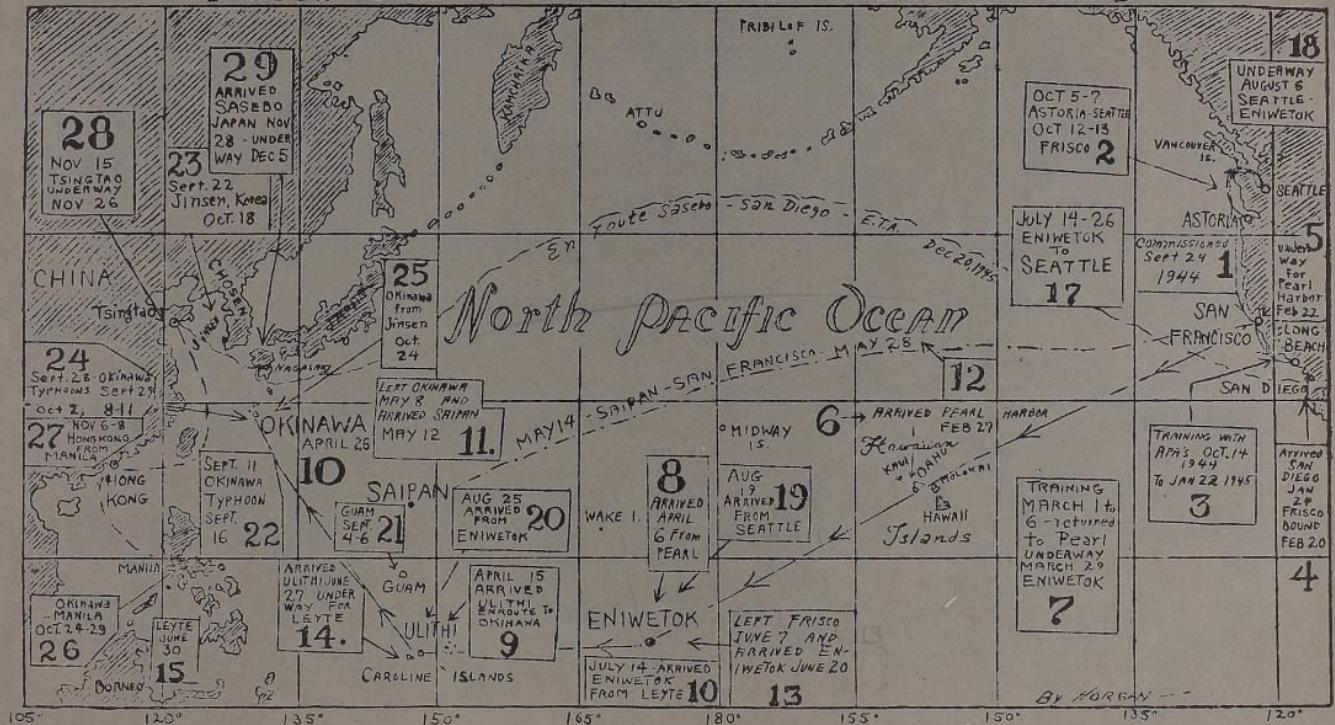 PRIBILOF IS.
KAMCHATKA
ATTU
18
UNDERWAY
AUGUST 6
SEATTLE-
ENIWETOK
29
ARRIVED
SASEBO
JAPAN NOV
28 - UNDER
WAY DEC 5
28
NOV 15
TSINGTAO
UNDERWAY
NOV 26
23
Sept. 22
Jinsen, Korea
Oct. 18
OCT 5-7
ASTORIA-SEATTLE
OCT 12-13
FRISCO 2
VANCOUVER
IS.
SEATTLE
ASTORIA
En Route Sasebo - San Diego - E.T.A. Dec 20, 1945
JULY 14-26
ENIWETOK
TO
SEATTLE
17
Commissioned
Sept 24
1944 1
5
Under
Way
For
Pearl
Harbor
Feb 22
CHINA
CHOSEN
Tsingtao
JINSEN
JAPAN
NAGASAKI
25
Okinawa
from
Jinsen
Oct.
24
North Pacific Ocean
SAN
FRANCISCO
LONG
BEACH
SAN DIEGO
24
Sept. 28-Okinawa
Typhoons Sept 29
Oct 2, 8-11
27 NOV 6-8
HONGKONG
FROM
MANILA
HONG
KONG
OKINAWA
APRIL 26
10
LEFT OKINAWA
MAY 8 AND
ARRIVED SAIPAN
MAY 12 11.
MAY 14 - SAIPAN-SAN FRANCISCO - MAY 28
12
MIDWAY
IS.
6 → ARRIVED PEARL HARBOR
FEB 27
Hawaiian
KAUI
OAHU
MOLOKAI
HAWAII
Islands
TRAINING WITH
APA's OCT. 14
1944
To JAN 22 1945
3
Arrived
SAN
DIEGO
JAN
24
FRISCO
BOUND
FEB 20
4
SEPT. 11
OKINAWA
TYPHOON
SEPT.
16 22
SAIPAN
GUAM
SEPT.
4-6 21
AUG 25
ARRIVED
FROM
ENIWETOK 20
WAKE I.
8
ARRIVED
APRIL
6 From
PEARL
AUG
19
ARRIVED
FROM
SEATTLE 19
TRAINING
MARCH 1 to
6 - returned
to Pearl
UNDERWAY
MARCH 29
ENIWETOK
7
MANILA
OKINAWA
-MANILA
OCT. 24-29
26
LEYTE
JUNE
30
15
BORNEO
ARRIVED
ULITHI JUNE
27 UNDER
WAY FOR
LEYTE
14.
GUAM
ULITHI
APRIL 15
ARRIVED
ULITHI
ENROUTE TO
OKINAWA
9
CAROLINE ISLANDS
ENIWETOK
JULY 14 - ARRIVED
ENIWETOK
FROM LEYTE 10
LEFT FRISCO
JUNE 7 AND
ARRIVED EN-
IWETOK JUNE 20
13
BY MORGAN
105° 120° 135° 150° 165° 180° 155° 150° 135° 120°